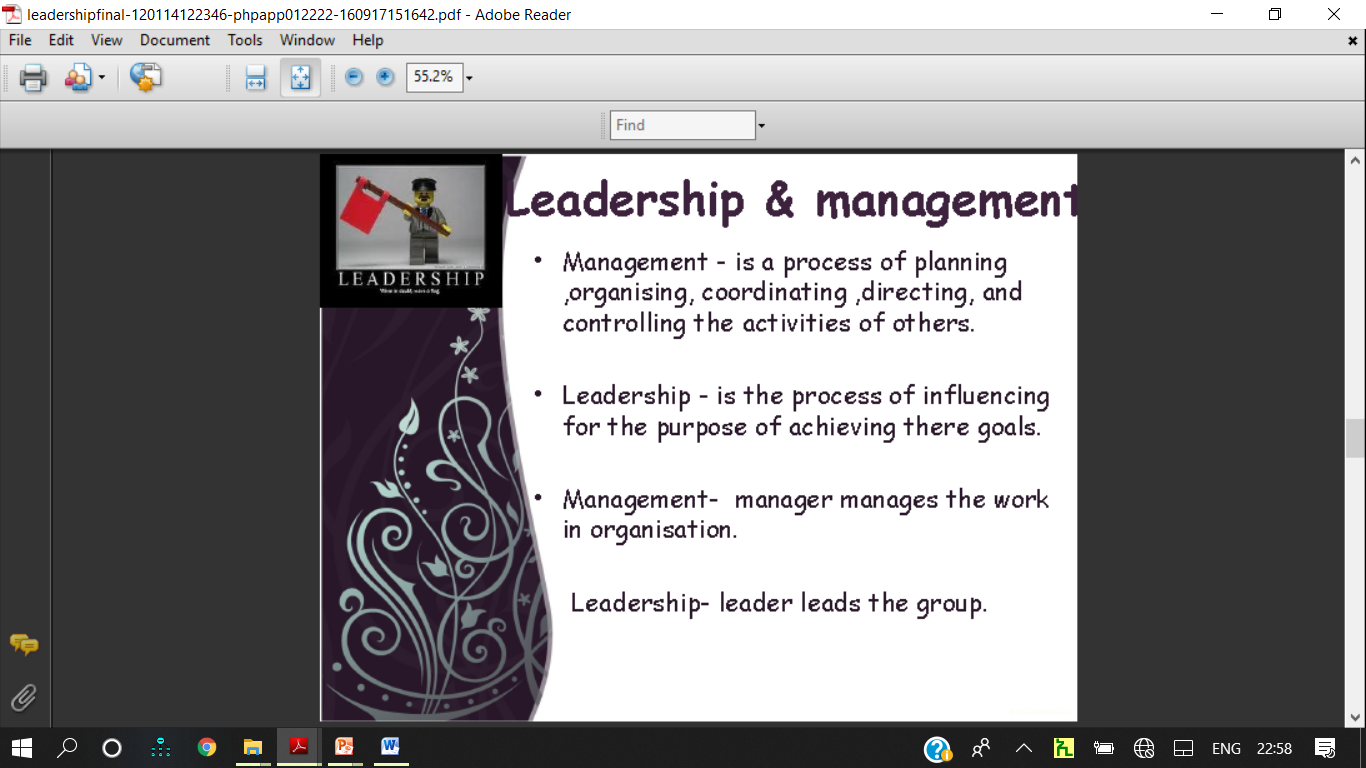 leadershipfinal-120114122346-phpapp012222-160917151642.pdf - Adobe Reader
File Edit View Document Tools Window Help
55.2%
Find
LEADERSHIP
Leadership & management
• Management - is a process of planning
,organising, coordinating ,directing, and
controlling the activities of others.
• Leadership - is the process of influencing
for the purpose of achieving there goals.
• Management- manager manages the work
in organisation.
Leadership- leader leads the group.
ENG 22:58